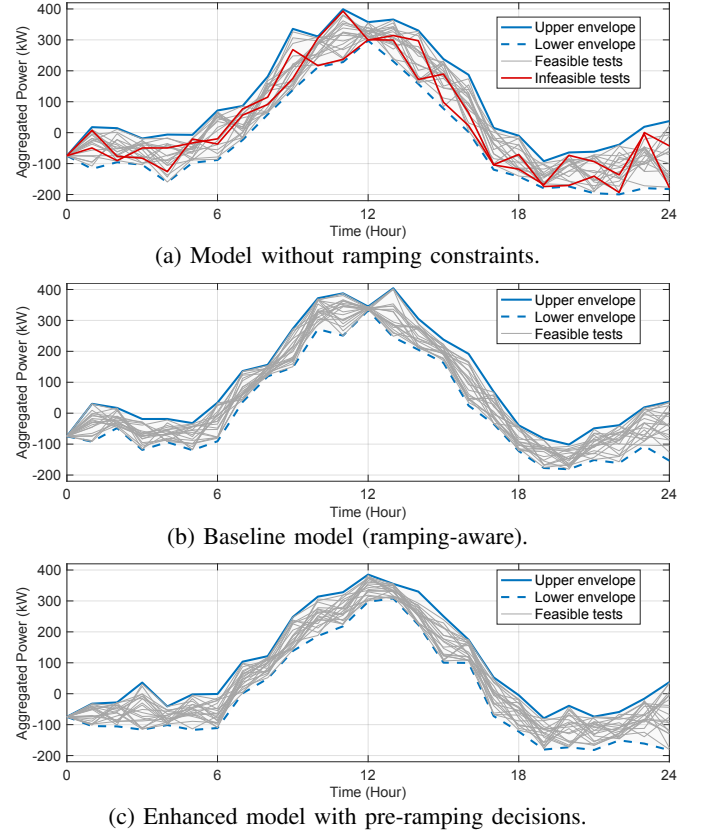 400
300
200
100
0
-100
-200
Aggregated Power (kW)
Upper envelope
Lower envelope
Feasible tests
Infeasible tests
0 6 12 18 24
Time (Hour)
(a) Model without ramping constraints.
400
300
200
100
0
-100
-200
Aggregated Power (kW)
Upper envelope
Lower envelope
Feasible tests
0 6 12 18 24
Time (Hour)
(b) Baseline model (ramping-aware).
400
300
200
100
0
-100
-200
Aggregated Power (kW)
Upper envelope
Lower envelope
Feasible tests
0 6 12 18 24
Time (Hour)
(c) Enhanced model with pre-ramping decisions.